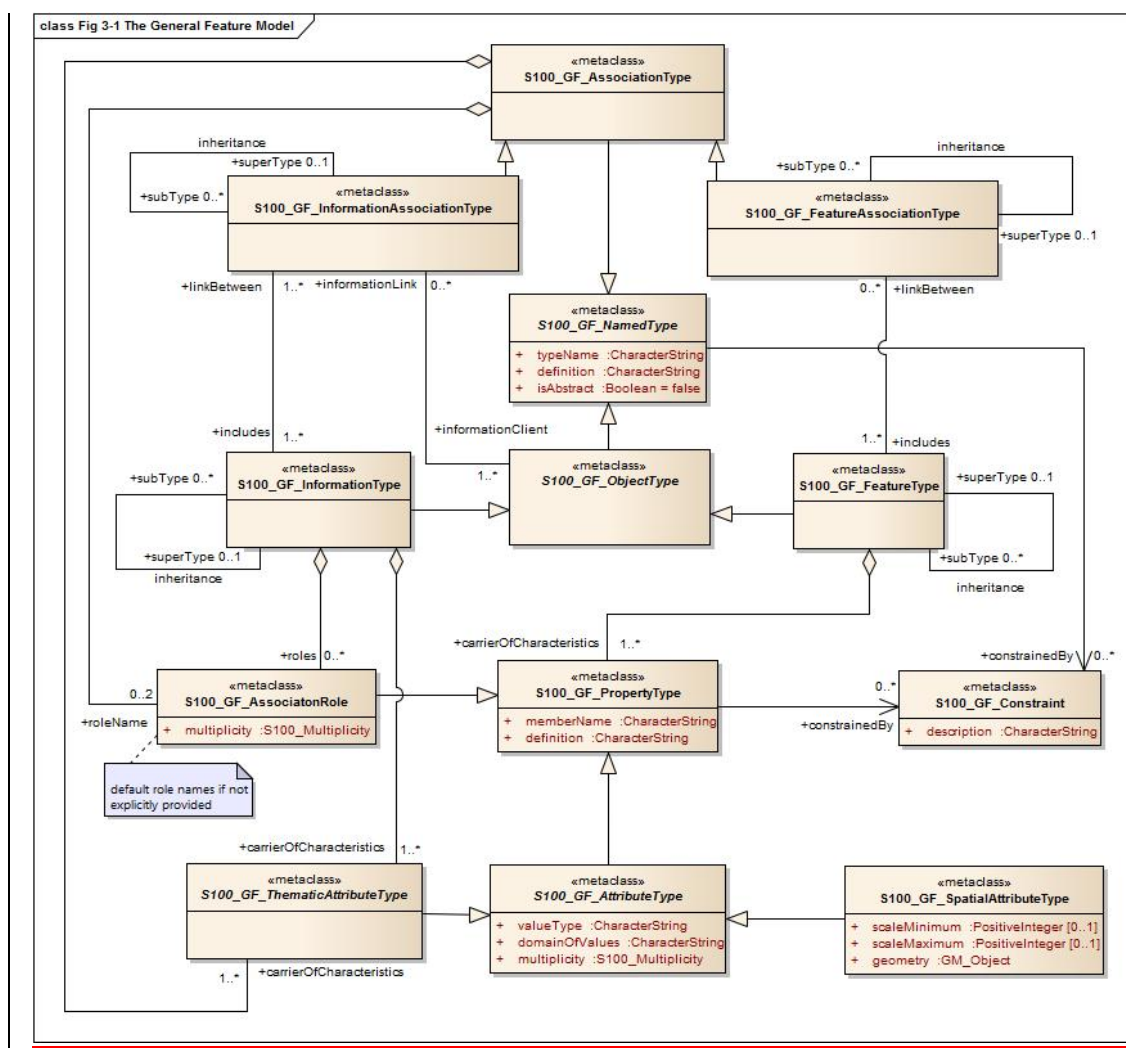 class Fig 3-1 The General Feature Model
«metaclass»
S100_GF_AssociationType
inheritance
+superType 0..1
+subType 0..*
«metaclass»
S100_GF_InformationAssociationType
inheritance
+subType 0..*
«metaclass»
S100_GF_FeatureAssociationType
+superType 0..1
+linkBetween
1..*
+informationLink
0..*
0..*
+linkBetween
«metaclass»
S100_GF_NamedType
+ typeName :CharacterString
+ definition :CharacterString
+ isAbstract :Boolean = false
+includes
1..*
+informationClient
1..*
1..*
+includes
«metaclass»
S100_GF_InformationType
+subType 0..*
+superType 0..1
inheritance
«metaclass»
S100_GF_ObjectType
«metaclass»
S100_GF_FeatureType
+superType 0..1
+subType 0..*
inheritance
+roles
0..*
+carrierOfCharacteristics
1..*
+constrainedBy
0..*
0..2
+roleName
«metaclass»
S100_GF_AssociatonRole
+ multiplicity :S100_Multiplicity
«metaclass»
S100_GF_PropertyType
+ memberName :CharacterString
+ definition :CharacterString
0..*
+constrainedBy
«metaclass»
S100_GF_Constraint
+ description :CharacterString
default role names if not
explicitly provided
+carrierOfCharacteristics
1..*
«metaclass»
S100_GF_ThematicAttributeType
«metaclass»
S100_GF_AttributeType
+ valueType :CharacterString
+ domainOfValues :CharacterString
+ multiplicity :S100_Multiplicity
«metaclass»
S100_GF_SpatialAttributeType
+ scaleMinimum :PositiveInteger [0..1]
+ scaleMaximum :PositiveInteger [0..1]
+ geometry :GM_Object
1..*
+carrierOfCharacteristics